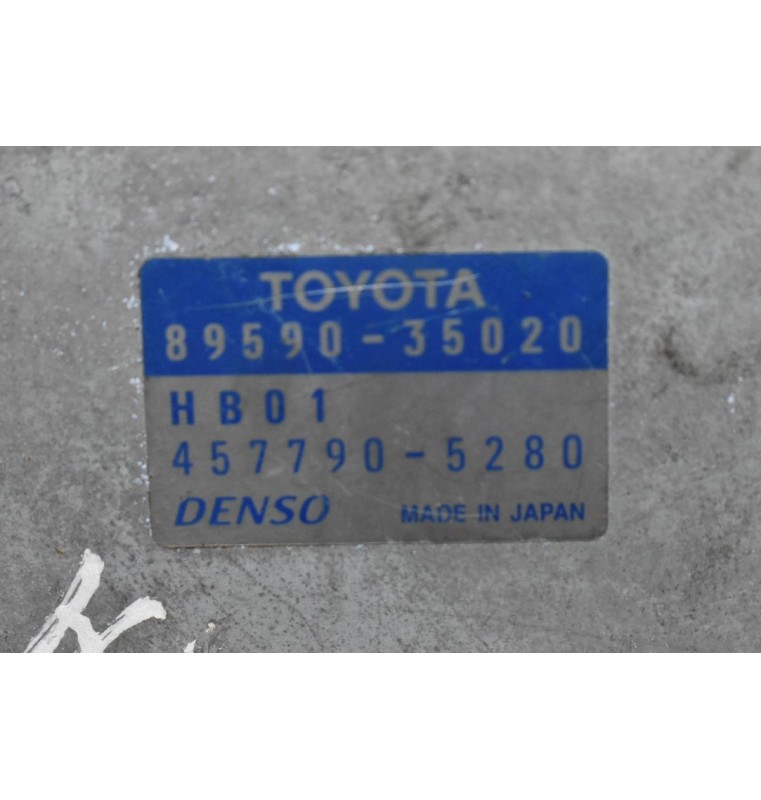 TOYOTA
89590-35020
HB01
457790-5280
DENSO MADE IN JAPAN